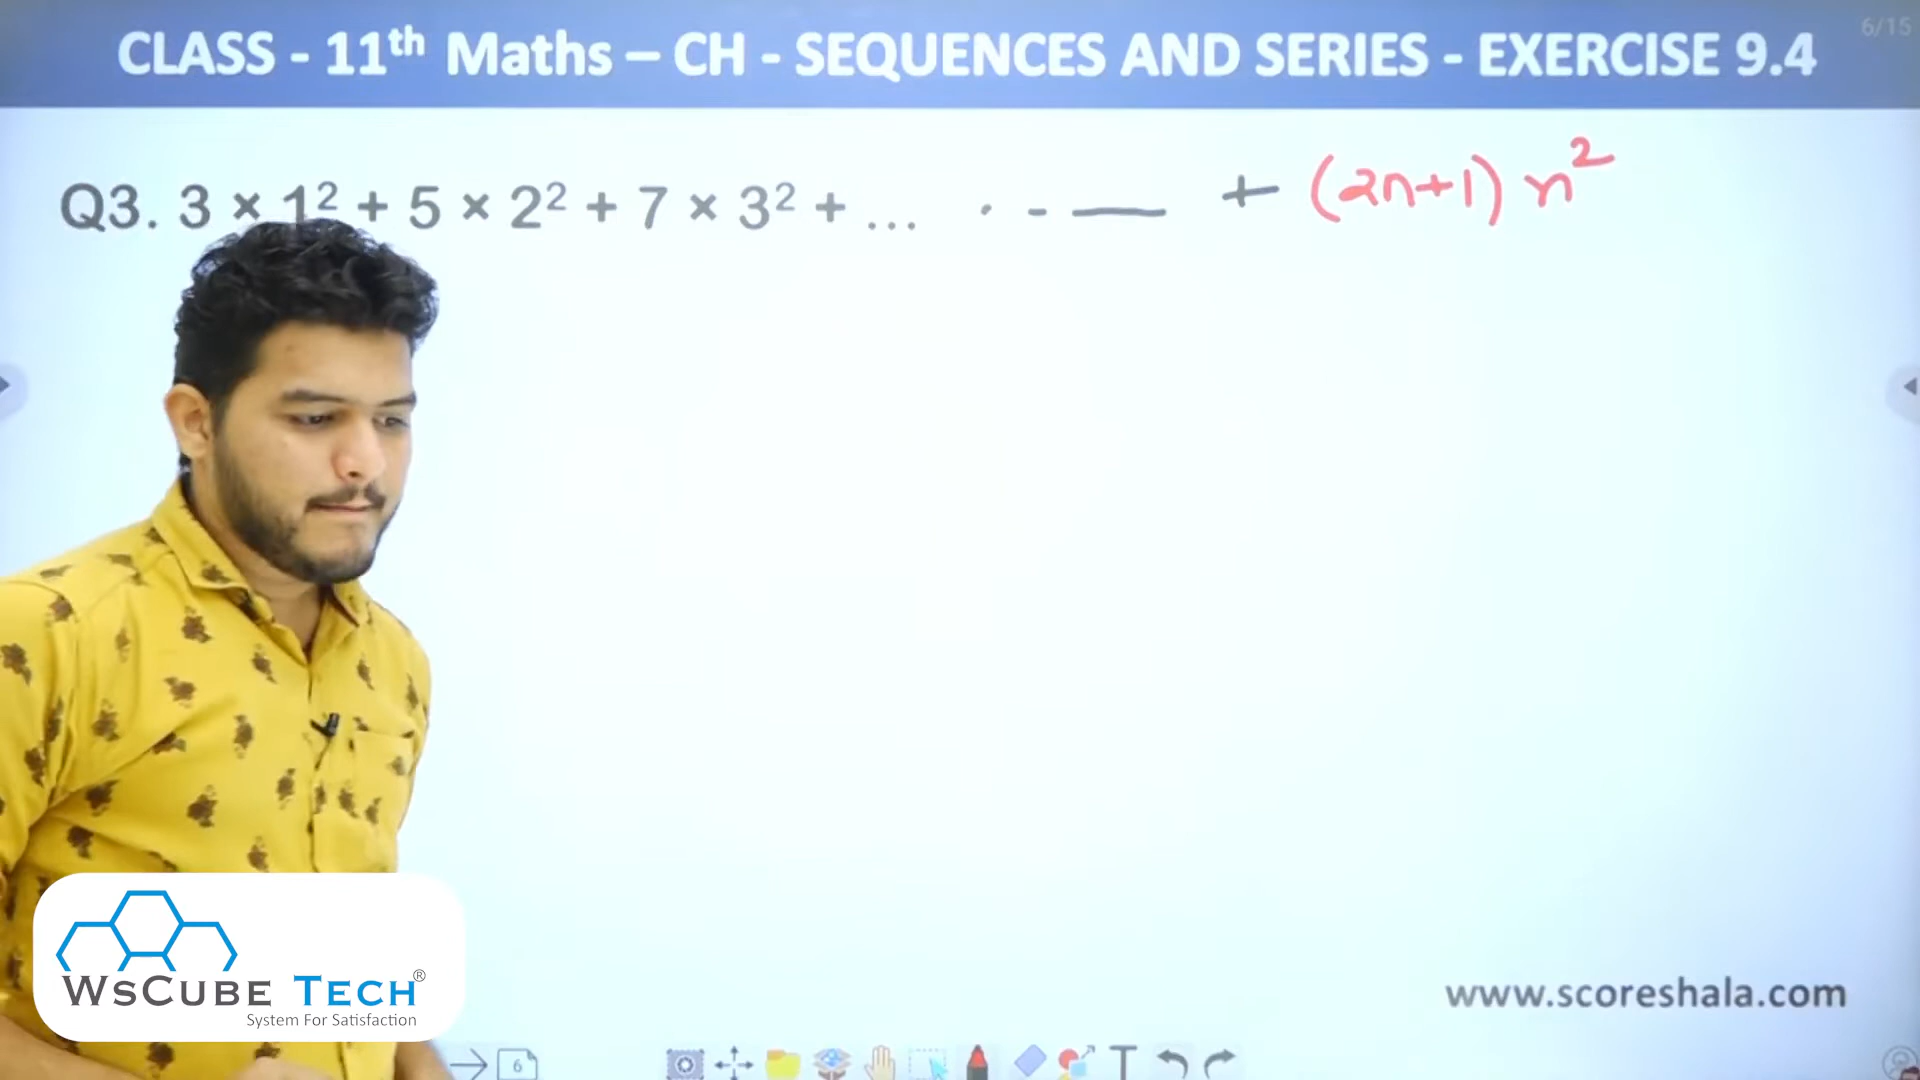 6/15
CLASS - 11th Maths – CH - SEQUENCES AND SERIES - EXERCISE 9.4
Q3. 3 × 1² + 5 × 2² + 7 × 3² + ... . - — + (2n+1) n²
WSCUBE TECH®
System For Satisfaction
www.scoreshala.com
6
T